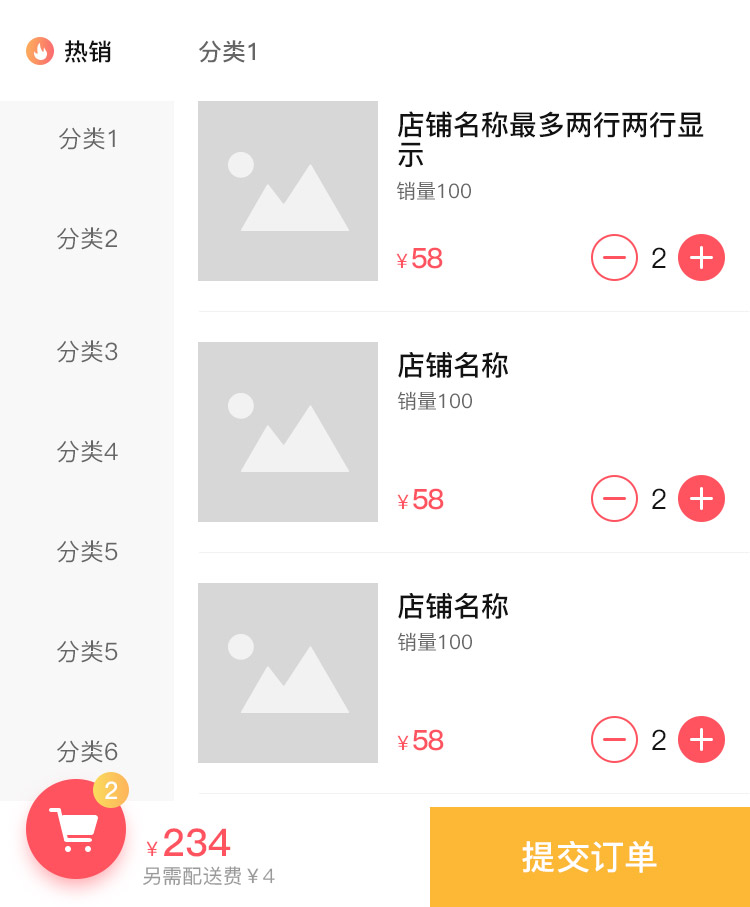 热销
分类1
分类2
分类3
分类4
分类5
分类5
分类6
分类1
店铺名称最多两行两行显
示
销量100
¥58
2
店铺名称
销量100
¥58
2
店铺名称
销量100
¥58
2
2
¥234
另需配送费¥4
提交订单